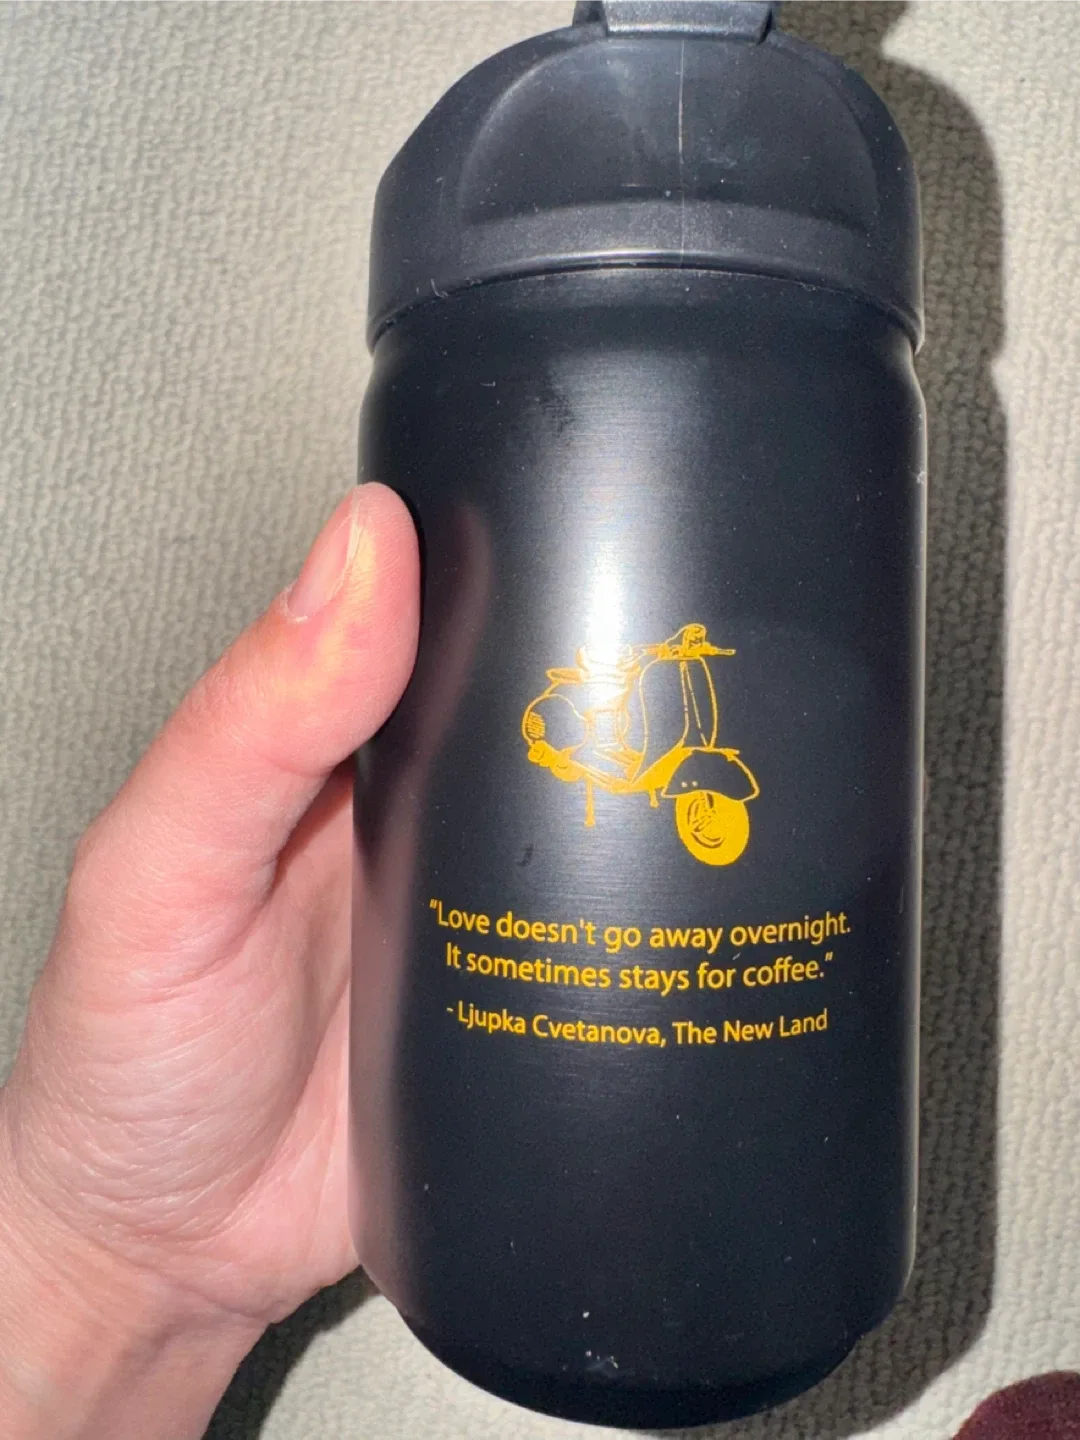 "Love doesn't go away overnight.
It sometimes stays for coffee."
- Ljupka Cvetanova, The New Land